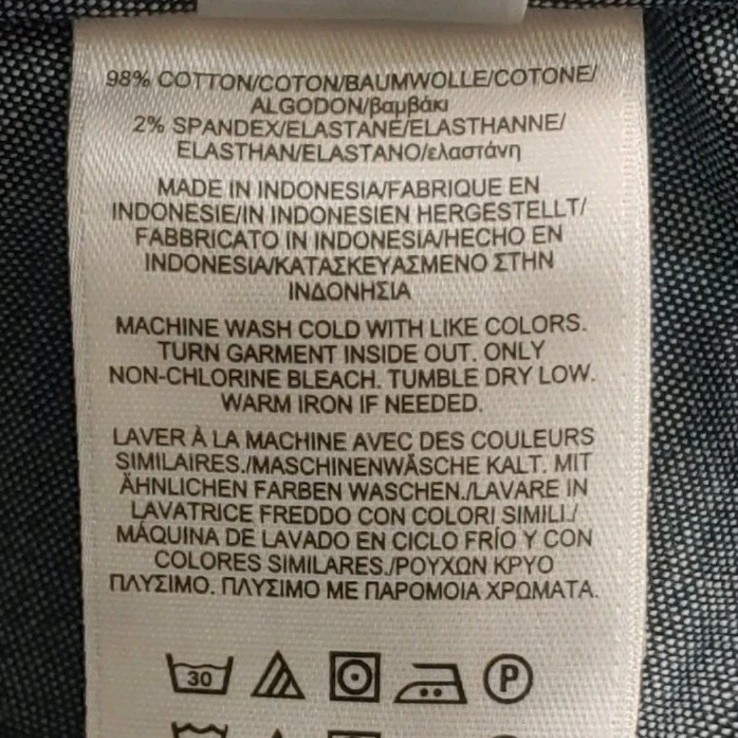 98% COTTON/COTON/BAUMWOLLE/COTONE/
ALGODON/βαμβάκι
2% SPANDEX/ELASTANE/ELASTHANNE/
ELASTHAN/ELASTANO/ελαστάνη
MADE IN INDONESIA/FABRIQUE EN
INDONESIE/IN INDONESIEN HERGESTELLT/
FABBRICATO IN INDONESIA/HECHO EN
INDONESIA/ΚΑΤΑΣΚΕΥΑΣΜΕΝΟ ΣΤΗΝ
ΙΝΔΟΝΗΣΙΑ
MACHINE WASH COLD WITH LIKE COLORS.
TURN GARMENT INSIDE OUT. ONLY
NON-CHLORINE BLEACH. TUMBLE DRY LOW.
WARM IRON IF NEEDED.
LAVER À LA MACHINE AVEC DES COULEURS
SIMILAIRES./MASCHINENWÄSCHE KALT. MIT
ÄHNLICHEN FARBEN WASCHEN./LAVARE IN
LAVATRICE FREDDO CON COLORI SIMILI./
MÁQUINA DE LAVADO EN CICLO FRÍO Y CON
COLORES SIMILARES./ΡΟΥΧΩΝ ΚΡΥΟ
ΠΛΥΣΙΜΟ. ΠΛΥΣΙΜΟ ΜΕ ΠΑΡΟΜΟΙΑ ΧΡΩΜΑΤΑ.
30 P